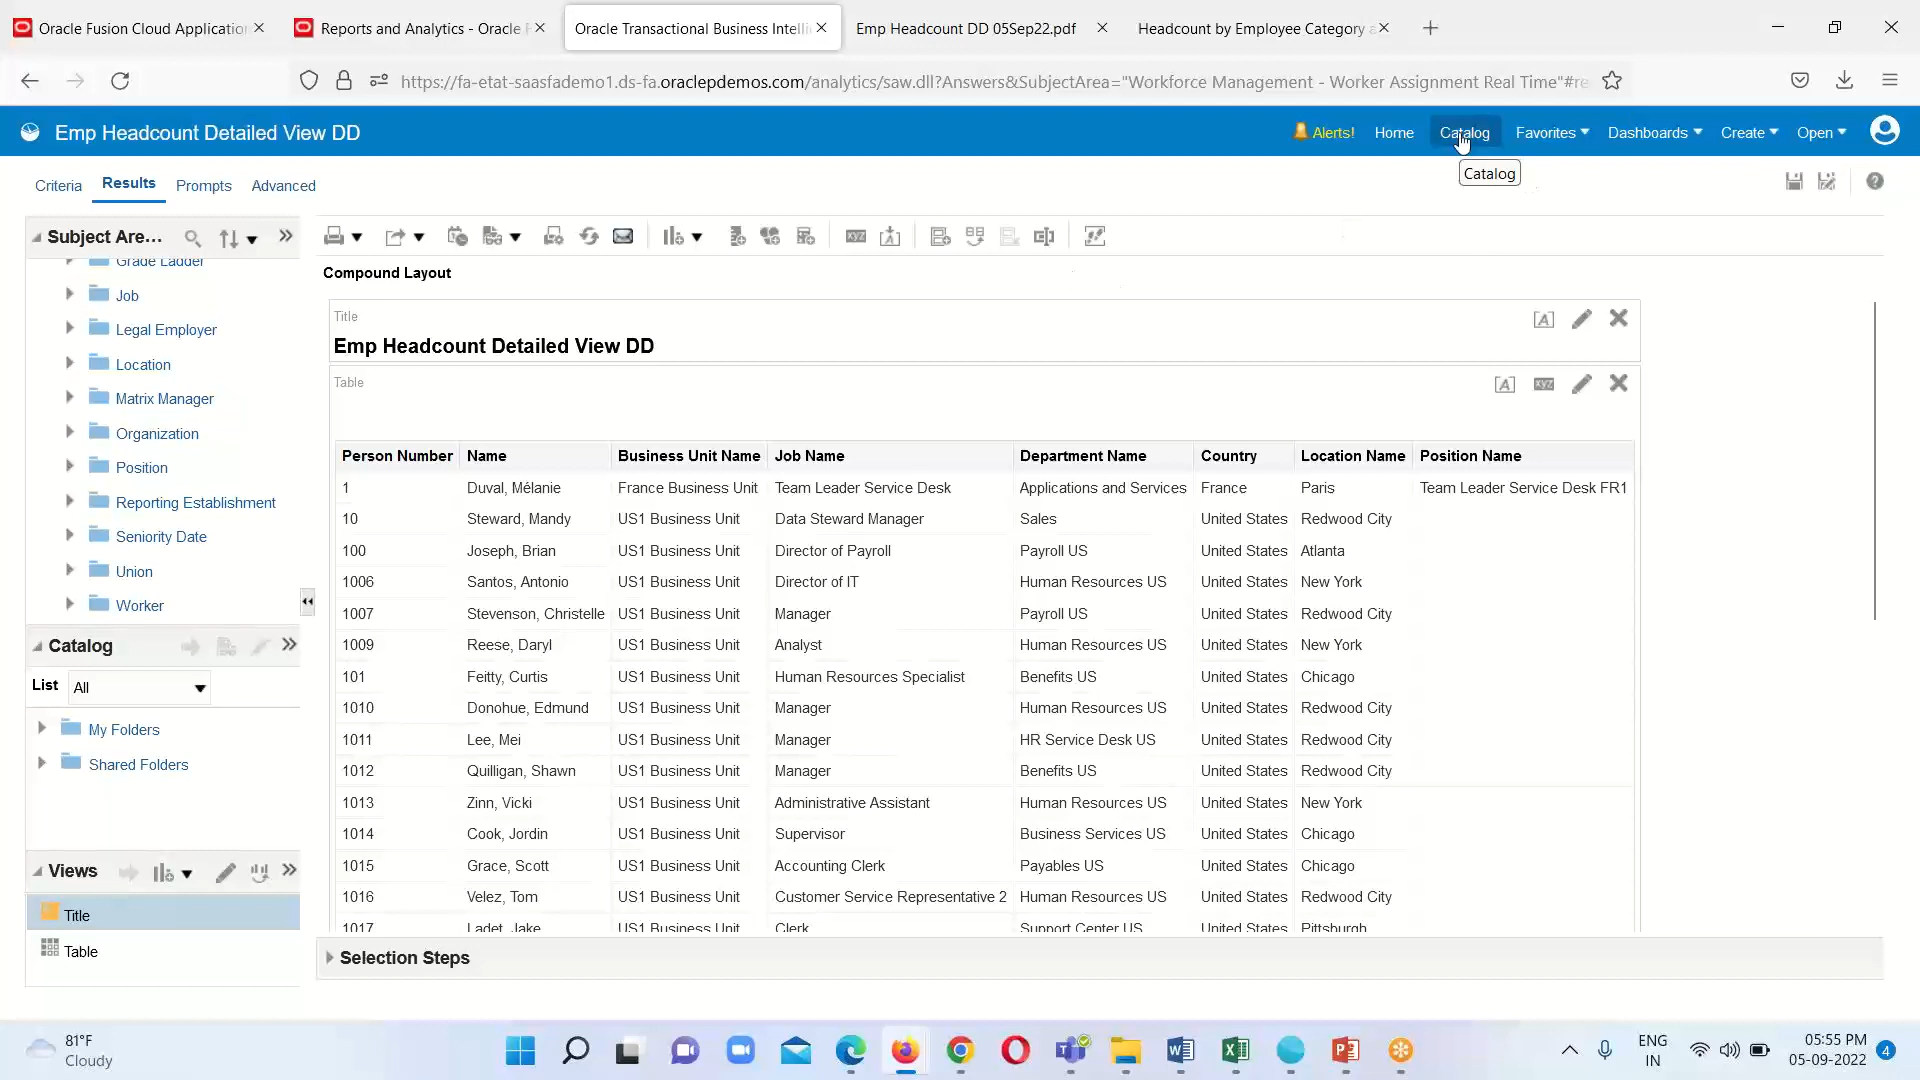 Oracle Fusion Cloud Application
Reports and Analytics - Oracle F
Oracle Transactional Business Intelli
Emp Headcount DD 05Sep22.pdf
Headcount by Employee Category a
https://fa-etat-saasfademo1.ds-fa.oraclepdemos.com/analytics/saw.dll?Answers&SubjectArea="Workforce Management - Worker Assignment Real Time"#re
Emp Headcount Detailed View DD
Alerts! Home Catalog Favorites Dashboards Create Open
Catalog
Criteria Results Prompts Advanced
Subject Are...
Grade Ladder
Job
Legal Employer
Location
Matrix Manager
Organization
Position
Reporting Establishment
Seniority Date
Union
Worker
Catalog
List All
My Folders
Shared Folders
Views
Title
Table
Compound Layout
Title
Emp Headcount Detailed View DD
Table
Person Number Name Business Unit Name Job Name Department Name Country Location Name Position Name
1 Duval, Mélanie France Business Unit Team Leader Service Desk Applications and Services France Paris Team Leader Service Desk FR1
10 Steward, Mandy US1 Business Unit Data Steward Manager Sales United States Redwood City
100 Joseph, Brian US1 Business Unit Director of Payroll Payroll US United States Atlanta
1006 Santos, Antonio US1 Business Unit Director of IT Human Resources US United States New York
1007 Stevenson, Christelle US1 Business Unit Manager Payroll US United States Redwood City
1009 Reese, Daryl US1 Business Unit Analyst Human Resources US United States New York
101 Feitty, Curtis US1 Business Unit Human Resources Specialist Benefits US United States Chicago
1010 Donohue, Edmund US1 Business Unit Manager Human Resources US United States Redwood City
1011 Lee, Mei US1 Business Unit Manager HR Service Desk US United States Redwood City
1012 Quilligan, Shawn US1 Business Unit Manager Benefits US United States Redwood City
1013 Zinn, Vicki US1 Business Unit Administrative Assistant Human Resources US United States New York
1014 Cook, Jordin US1 Business Unit Supervisor Business Services US United States Chicago
1015 Grace, Scott US1 Business Unit Accounting Clerk Payables US United States Chicago
1016 Velez, Tom US1 Business Unit Customer Service Representative 2 Human Resources US United States Redwood City
1017 Ladet, Jake US1 Business Unit Clerk Support Center US United States Pittsburgh
Selection Steps
81°F
Cloudy
ENG
IN
05:55 PM
05-09-2022
4